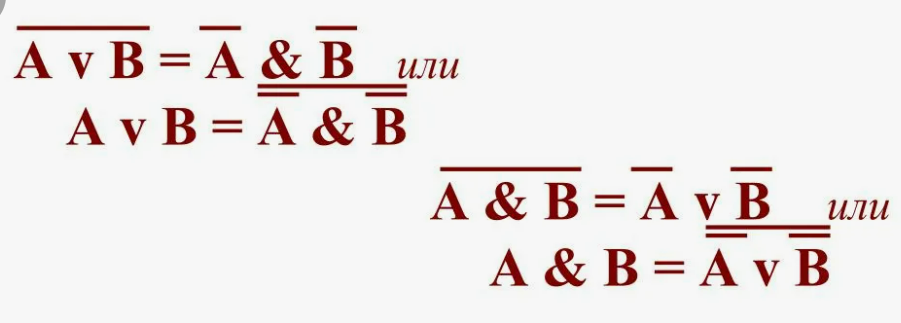 A̅ ̅v̅ ̅B̅ = A̅ & B̅ или
A v B = A̿ ̅&̅ ̅B̿
A̅ ̅&̅ ̅B̅ = A̅ v B̅ или
A & B = A̿ ̅v̅ ̅B̿